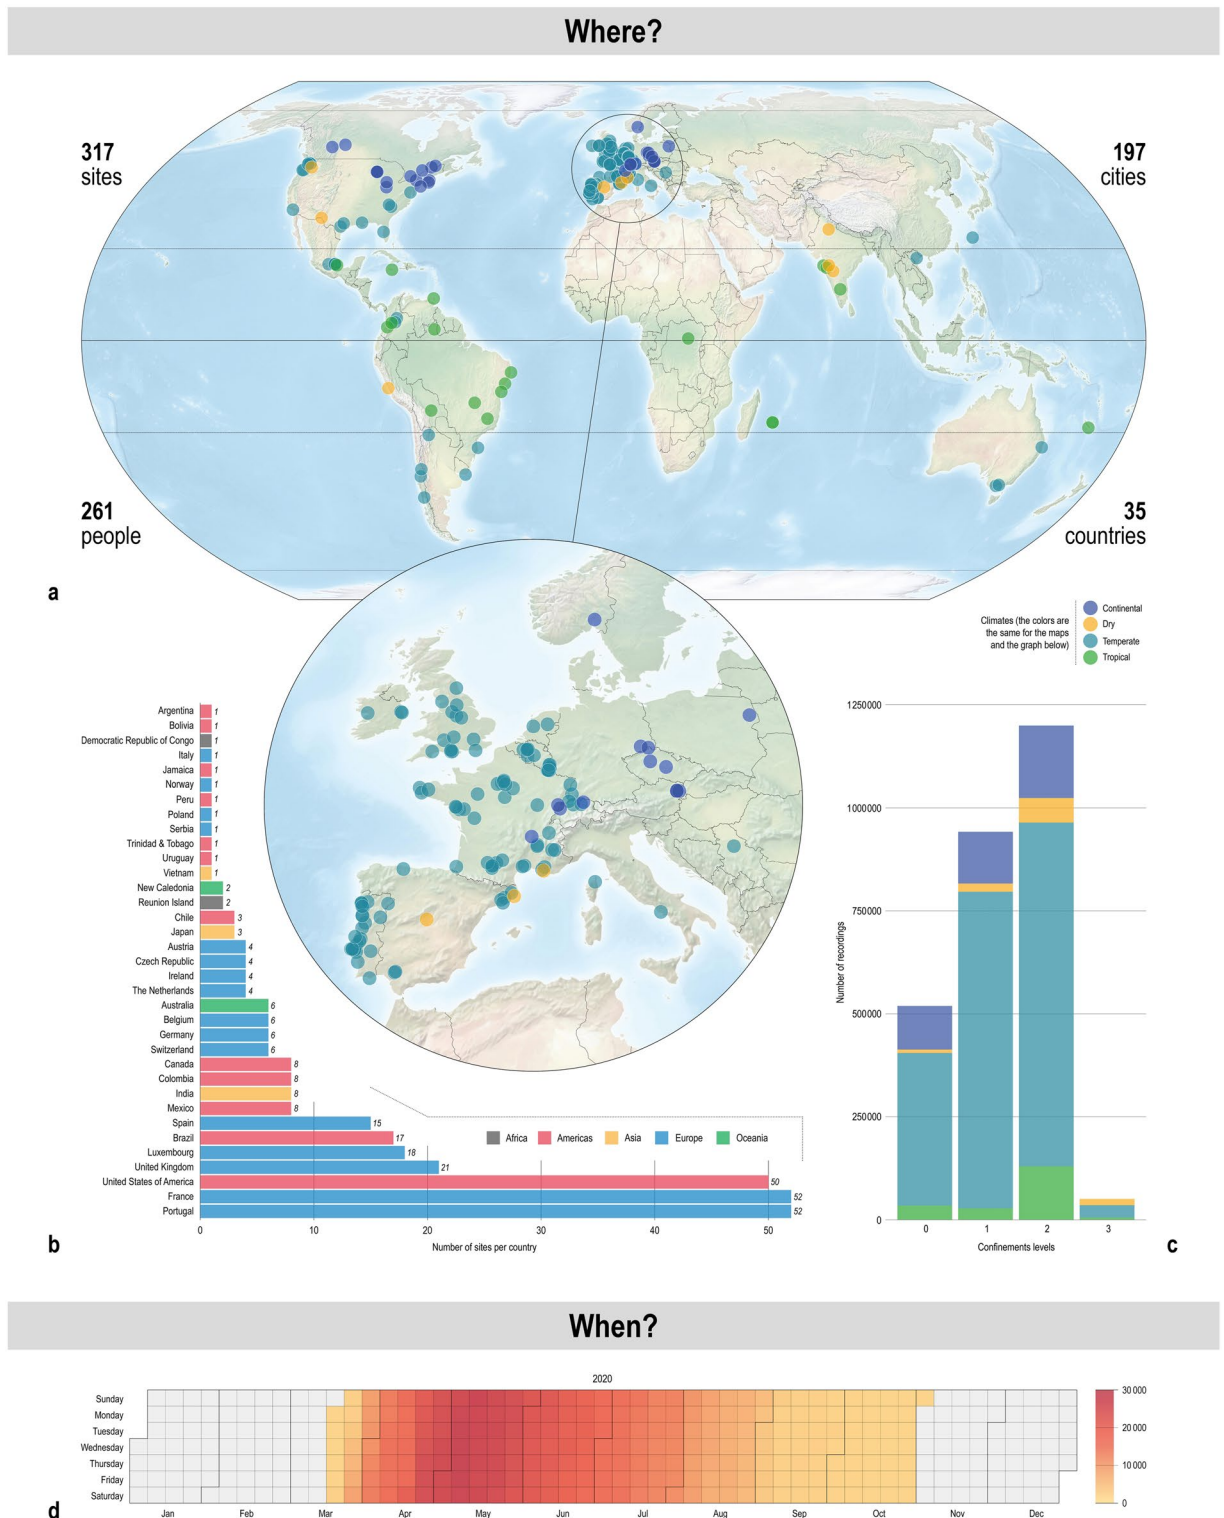 Where?
317
sites
197
cities
261
people
35
countries
a
Climates (the colors are
the same for the maps
and the graph below)
Continental
Dry
Temperate
Tropical
Argentina 1
Bolivia 1
Democratic Republic of Congo 1
Italy 1
Jamaica 1
Norway 1
Peru 1
Poland 1
Serbia 1
Trinidad & Tobago 1
Uruguay 1
Vietnam 1
New Caledonia 2
Reunion Island 2
Chile 3
Japan 3
Austria 4
Czech Republic 4
Ireland 4
The Netherlands 4
Australia 6
Belgium 6
Germany 6
Switzerland 6
Canada 8
Colombia 8
India 8
Mexico 8
Spain 15
Brazil 17
Luxembourg 18
United Kingdom 21
United States of America 50
France 52
Portugal 52
0 10 20 30 40 50
Number of sites per country
Africa Americas Asia Europe Oceania
b
1250000
1000000
750000
500000
250000
0
Number of recordings
0 1 2 3
Confinements levels
c
When?
2020
Sunday
Monday
Tuesday
Wednesday
Thursday
Friday
Saturday
Jan Feb Mar Apr May Jun Jul Aug Sep Oct Nov Dec
30 000
20 000
10 000
0
d